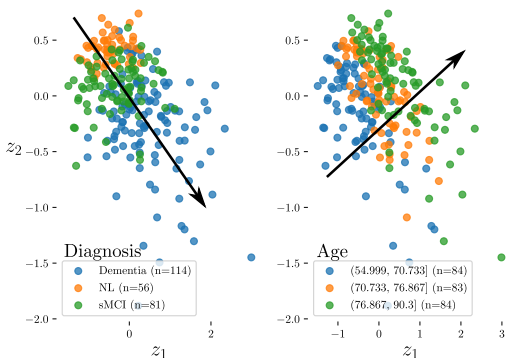 0.5
0.0
−0.5
−1.0
−1.5
−2.0
z2
0
2
z1
Diagnosis
Dementia (n=114)
NL (n=56)
sMCI (n=81)
0.5
0.0
−0.5
−1.0
−1.5
−2.0
−1
0
1
2
3
z1
Age
(54.999, 70.733] (n=84)
(70.733, 76.867] (n=83)
(76.867, 90.3] (n=84)